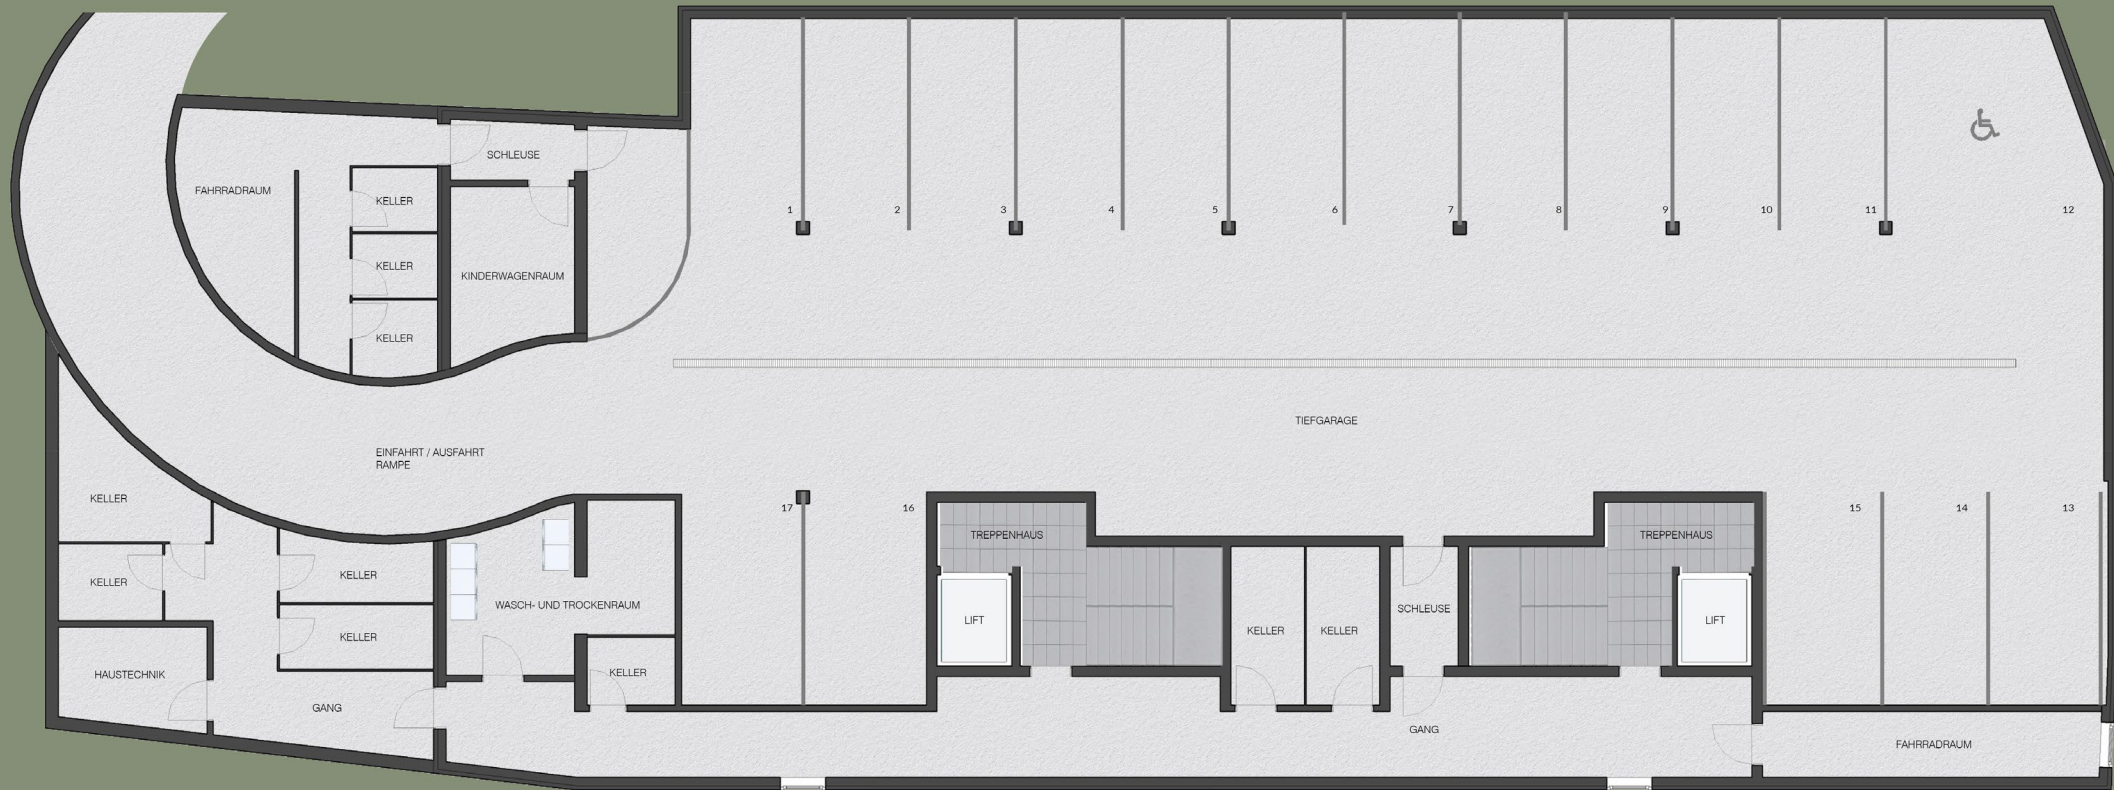 SCHLEUSE
FAHRRADRAUM
KELLER
1
2
3
4
5
6
7
8
9
10
11
12
KELLER
KINDERWAGENRAUM
KELLER
TIEFGARAGE
EINFAHRT / AUSFAHRT
RAMPE
KELLER
17
16
15
14
13
TREPPENHAUS
TREPPENHAUS
KELLER
KELLER
WASCH- UND TROCKENRAUM
SCHLEUSE
LIFT
LIFT
KELLER
KELLER
KELLER
KELLER
HAUSTECHNIK
GANG
GANG
FAHRRADRAUM